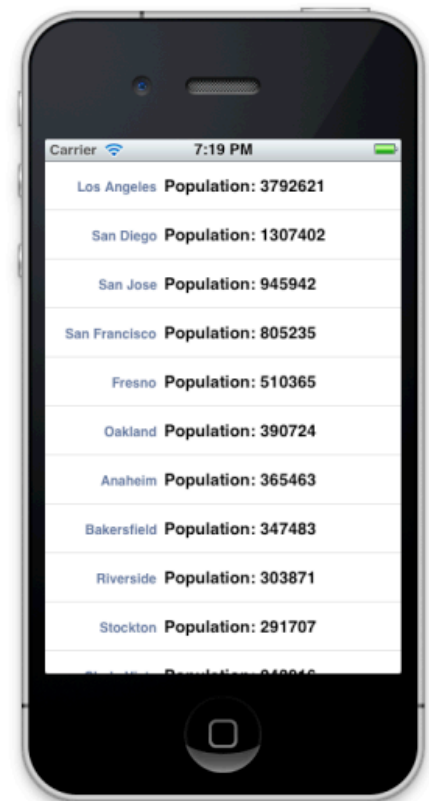 Carrier 7:19 PM
Los Angeles Population: 3792621
San Diego Population: 1307402
San Jose Population: 945942
San Francisco Population: 805235
Fresno Population: 510365
Oakland Population: 390724
Anaheim Population: 365463
Bakersfield Population: 347483
Riverside Population: 303871
Stockton Population: 291707